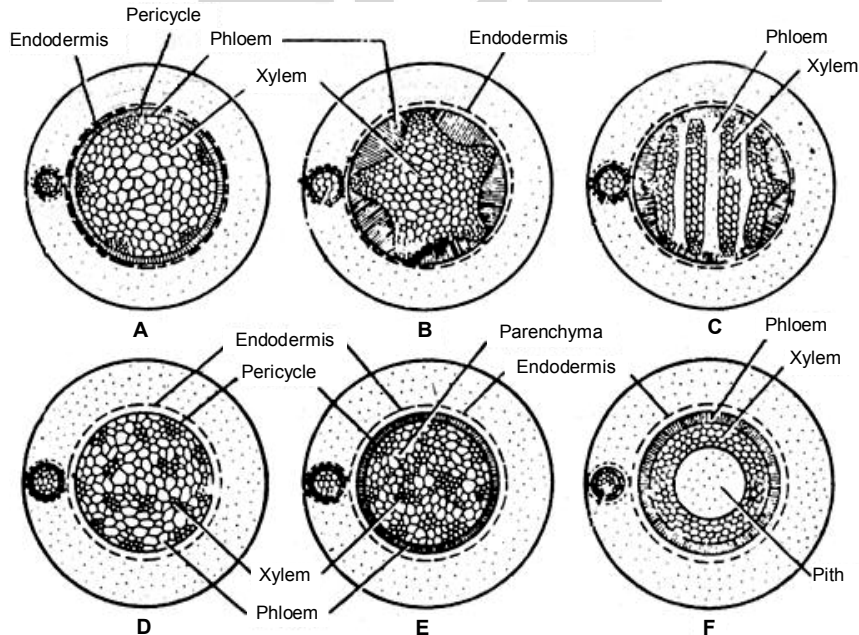 Pericycle
Endodermis
Phloem
Xylem
Endodermis
Phloem
Xylem
A
B
C
Endodermis
Pericycle
Parenchyma
Endodermis
Phloem
Xylem
Xylem
Phloem
Pith
D
E
F